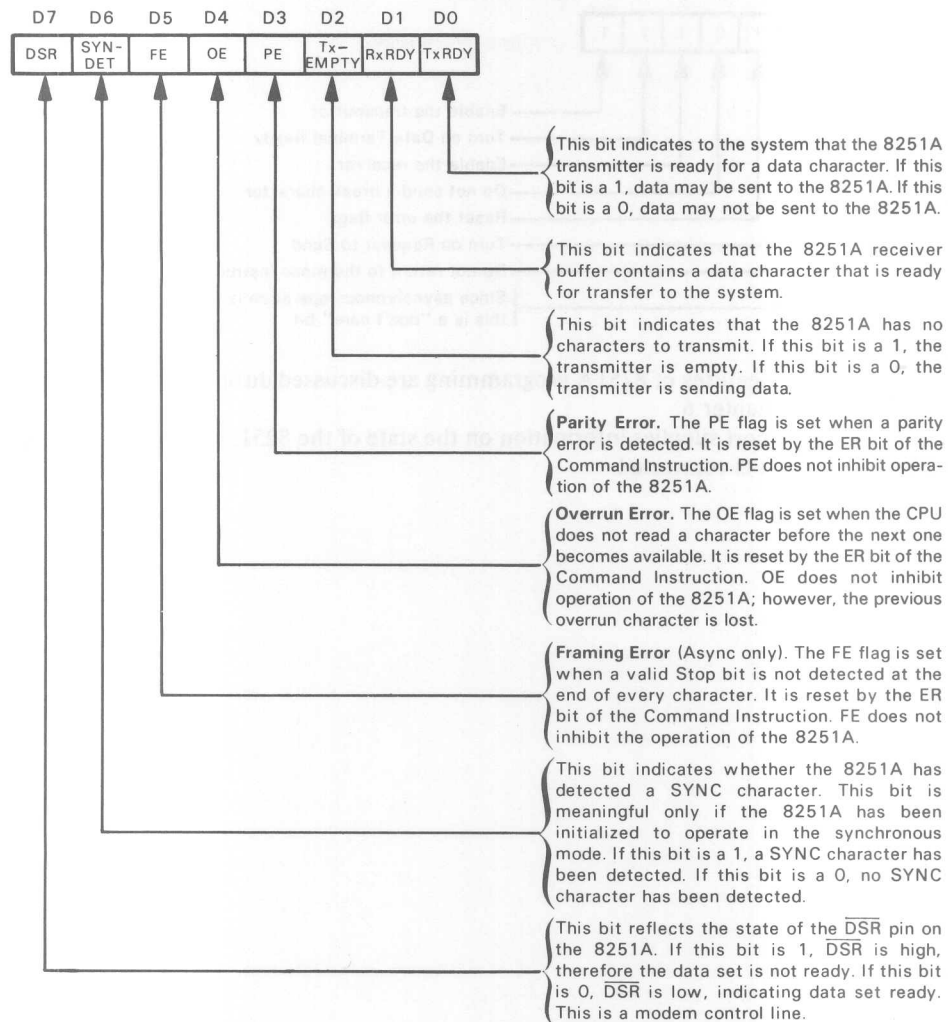 D7 D6 D5 D4 D3 D2 D1 D0
DSR SYN-DET FE OE PE Tx-EMPTY RxRDY TxRDY
This bit indicates to the system that the 8251A
transmitter is ready for a data character. If this
bit is a 1, data may be sent to the 8251A. If this
bit is a 0, data may not be sent to the 8251A.
This bit indicates that the 8251A receiver
buffer contains a data character that is ready
for transfer to the system.
This bit indicates that the 8251A has no
characters to transmit. If this bit is a 1, the
transmitter is empty. If this bit is a 0, the
transmitter is sending data.
Parity Error. The PE flag is set when a parity
error is detected. It is reset by the ER bit of the
Command Instruction. PE does not inhibit opera-
tion of the 8251A.
Overrun Error. The OE flag is set when the CPU
does not read a character before the next one
becomes available. It is reset by the ER bit of the
Command Instruction. OE does not inhibit
operation of the 8251A; however, the previous
overrun character is lost.
Framing Error (Async only). The FE flag is set
when a valid Stop bit is not detected at the
end of every character. It is reset by the ER
bit of the Command Instruction. FE does not
inhibit the operation of the 8251A.
This bit indicates whether the 8251A has
detected a SYNC character. This bit is
meaningful only if the 8251A has been
initialized to operate in the synchronous
mode. If this bit is a 1, a SYNC character has
been detected. If this bit is a 0, no SYNC
character has been detected.
This bit reflects the state of the D̅S̅R̅ pin on
the 8251A. If this bit is 1, D̅S̅R̅ is high,
therefore the data set is not ready. If this bit
is 0, D̅S̅R̅ is low, indicating data set ready.
This is a modem control line.